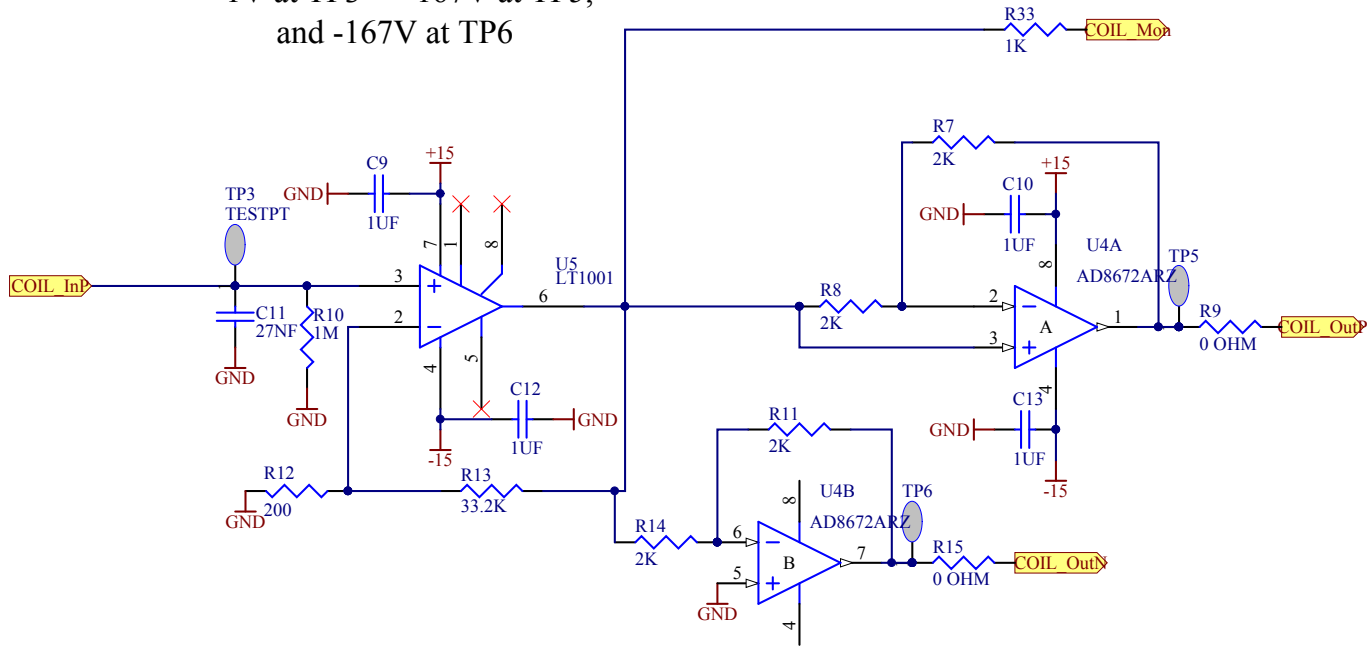 and -167V at TP6
R33
1K
COIL_Mon
R7
2K
+15
C9
GND
1UF
TP3
TESTPT
+15
C10
GND
1UF
7
1
8
U5
LT1001
8
U4A
AD8672ARZ
TP5
COIL_InP
3
2
6
C11
27NF
R10
1M
R8
2K
2
3
A
1
R9
0 OHM
COIL_OutP
GND
GND
4
5
C12
GND
1UF
-15
4
C13
GND
1UF
-15
R11
2K
R12
200
GND
R13
33.2K
8
U4B
AD8672ARZ
TP6
R14
2K
6
5
B
7
R15
0 OHM
COIL_OutN
GND
4